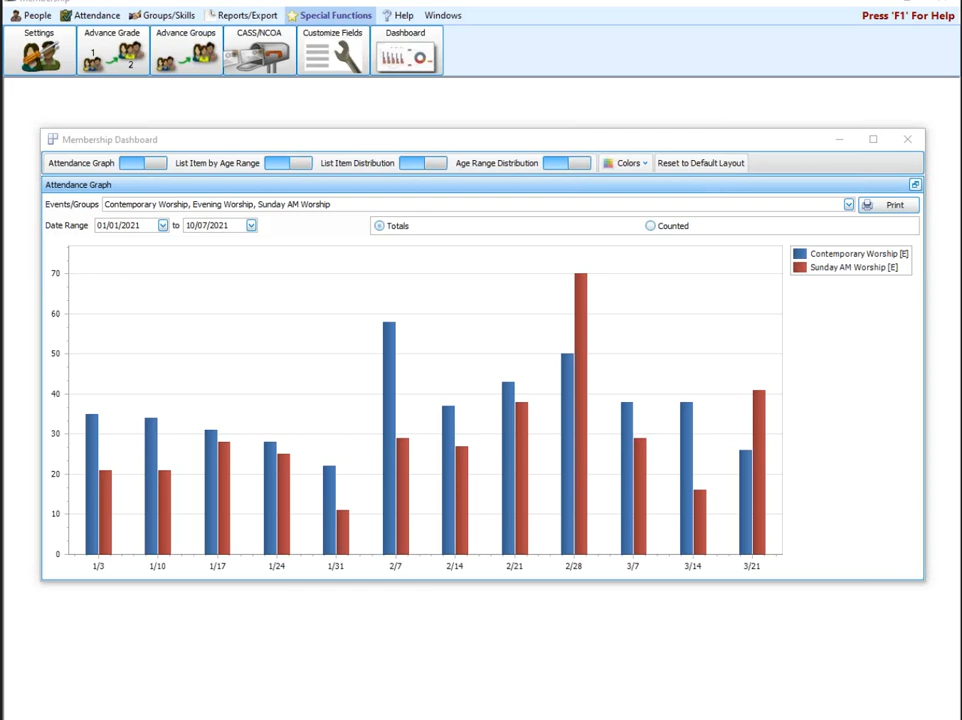 Membership
People Attendance Groups/Skills Reports/Export Special Functions Help Windows Press 'F1' For Help
Settings Advance Grade Advance Groups CASS/NCOA Customize Fields Dashboard
1
2
Membership Dashboard
Attendance Graph List Item by Age Range List Item Distribution Age Range Distribution Colors Reset to Default Layout
Attendance Graph
Events/Groups Contemporary Worship, Evening Worship, Sunday AM Worship Print
Date Range 01/01/2021 to 10/07/2021 Totals Counted
Contemporary Worship [E]
Sunday AM Worship [E]
70
60
50
40
30
20
10
0
1/3 1/10 1/17 1/24 1/31 2/7 2/14 2/21 2/28 3/7 3/14 3/21